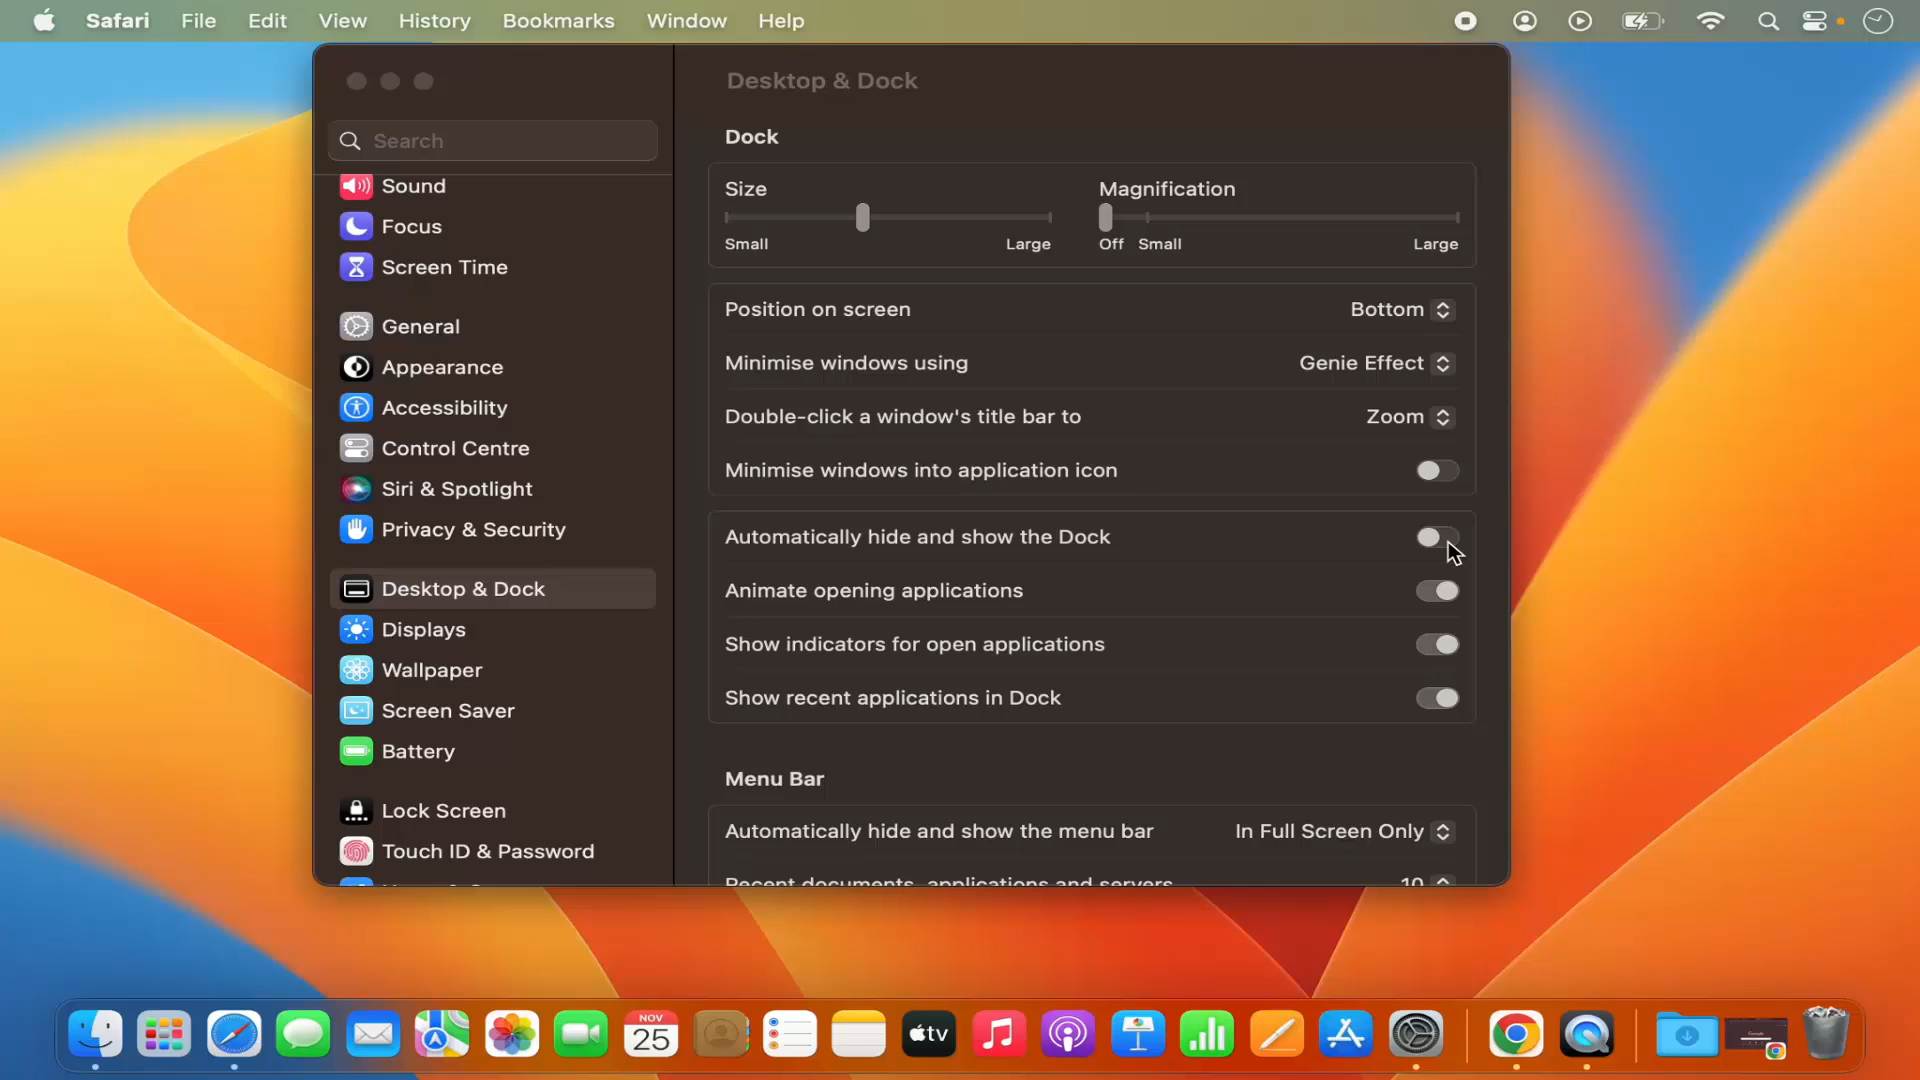 Safari File Edit View History Bookmarks Window Help
Desktop & Dock
Search
Sound
Focus
Screen Time
General
Appearance
Accessibility
Control Centre
Siri & Spotlight
Privacy & Security
Desktop & Dock
Displays
Wallpaper
Screen Saver
Battery
Lock Screen
Touch ID & Password
Dock
Size Magnification
Small Large Off Small Large
Position on screen Bottom
Minimise windows using Genie Effect
Double-click a window's title bar to Zoom
Minimise windows into application icon
Automatically hide and show the Dock
Animate opening applications
Show indicators for open applications
Show recent applications in Dock
Menu Bar
Automatically hide and show the menu bar In Full Screen Only
Recent documents, applications and servers 10
NOV
25
tv